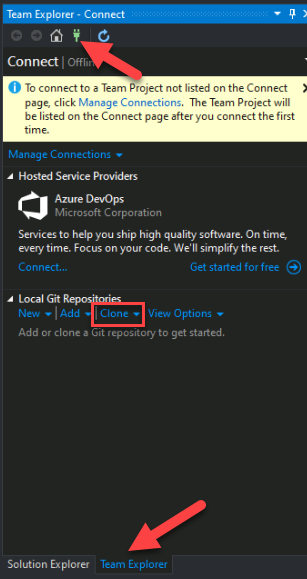 Team Explorer - Connect
Connect | Offline
To connect to a Team Project not listed on the Connect
page, click Manage Connections. The Team Project will
be listed on the Connect page after you connect the first
time.
Manage Connections
Hosted Service Providers
Azure DevOps
Microsoft Corporation
Services to help you ship high quality software. On time,
every time. Focus on your code. We'll simplify the rest.
Connect... Get started for free
Local Git Repositories
New | Add | Clone View Options
Add or clone a Git repository to get started.
Solution Explorer Team Explorer